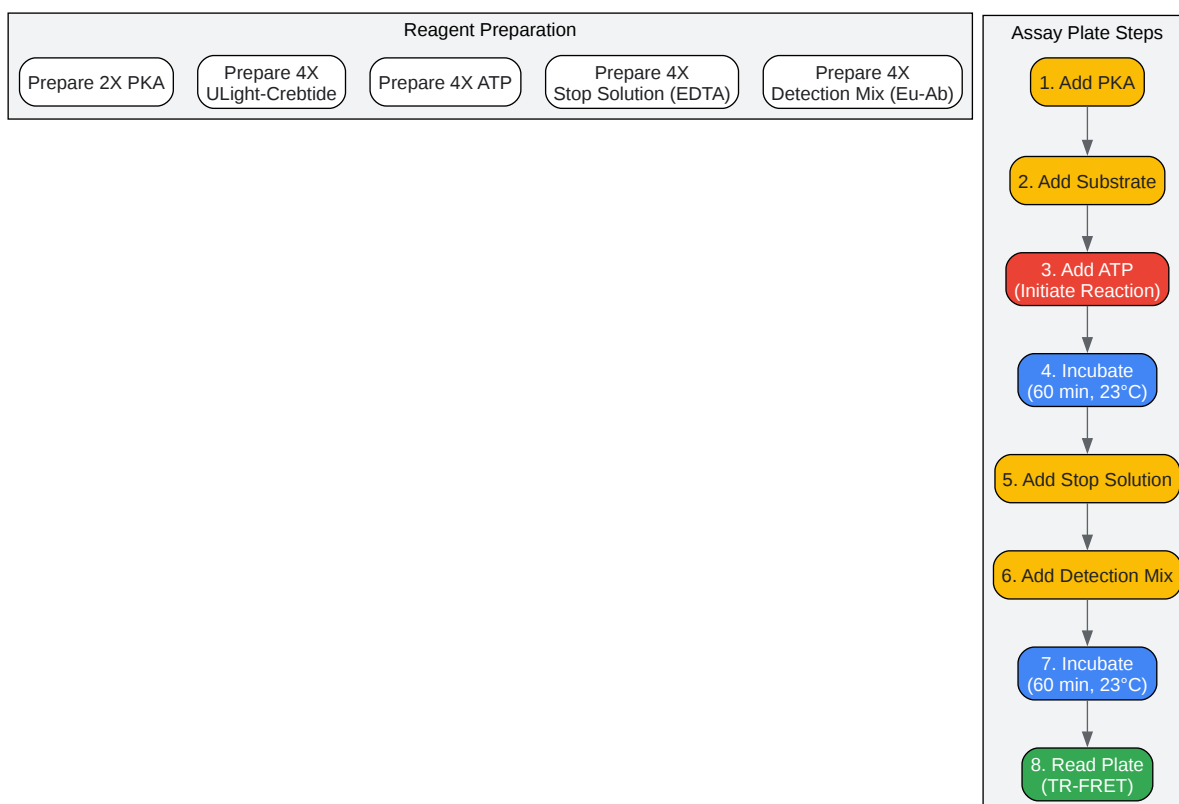 Reagent Preparation
Prepare 2X PKA
Prepare 4X
ULight-Crebtide
Prepare 4X ATP
Prepare 4X
Stop Solution (EDTA)
Prepare 4X
Detection Mix (Eu-Ab)
Assay Plate Steps
1. Add PKA
2. Add Substrate
3. Add ATP
(Initiate Reaction)
4. Incubate
(60 min, 23°C)
5. Add Stop Solution
6. Add Detection Mix
7. Incubate
(60 min, 23°C)
8. Read Plate
(TR-FRET)